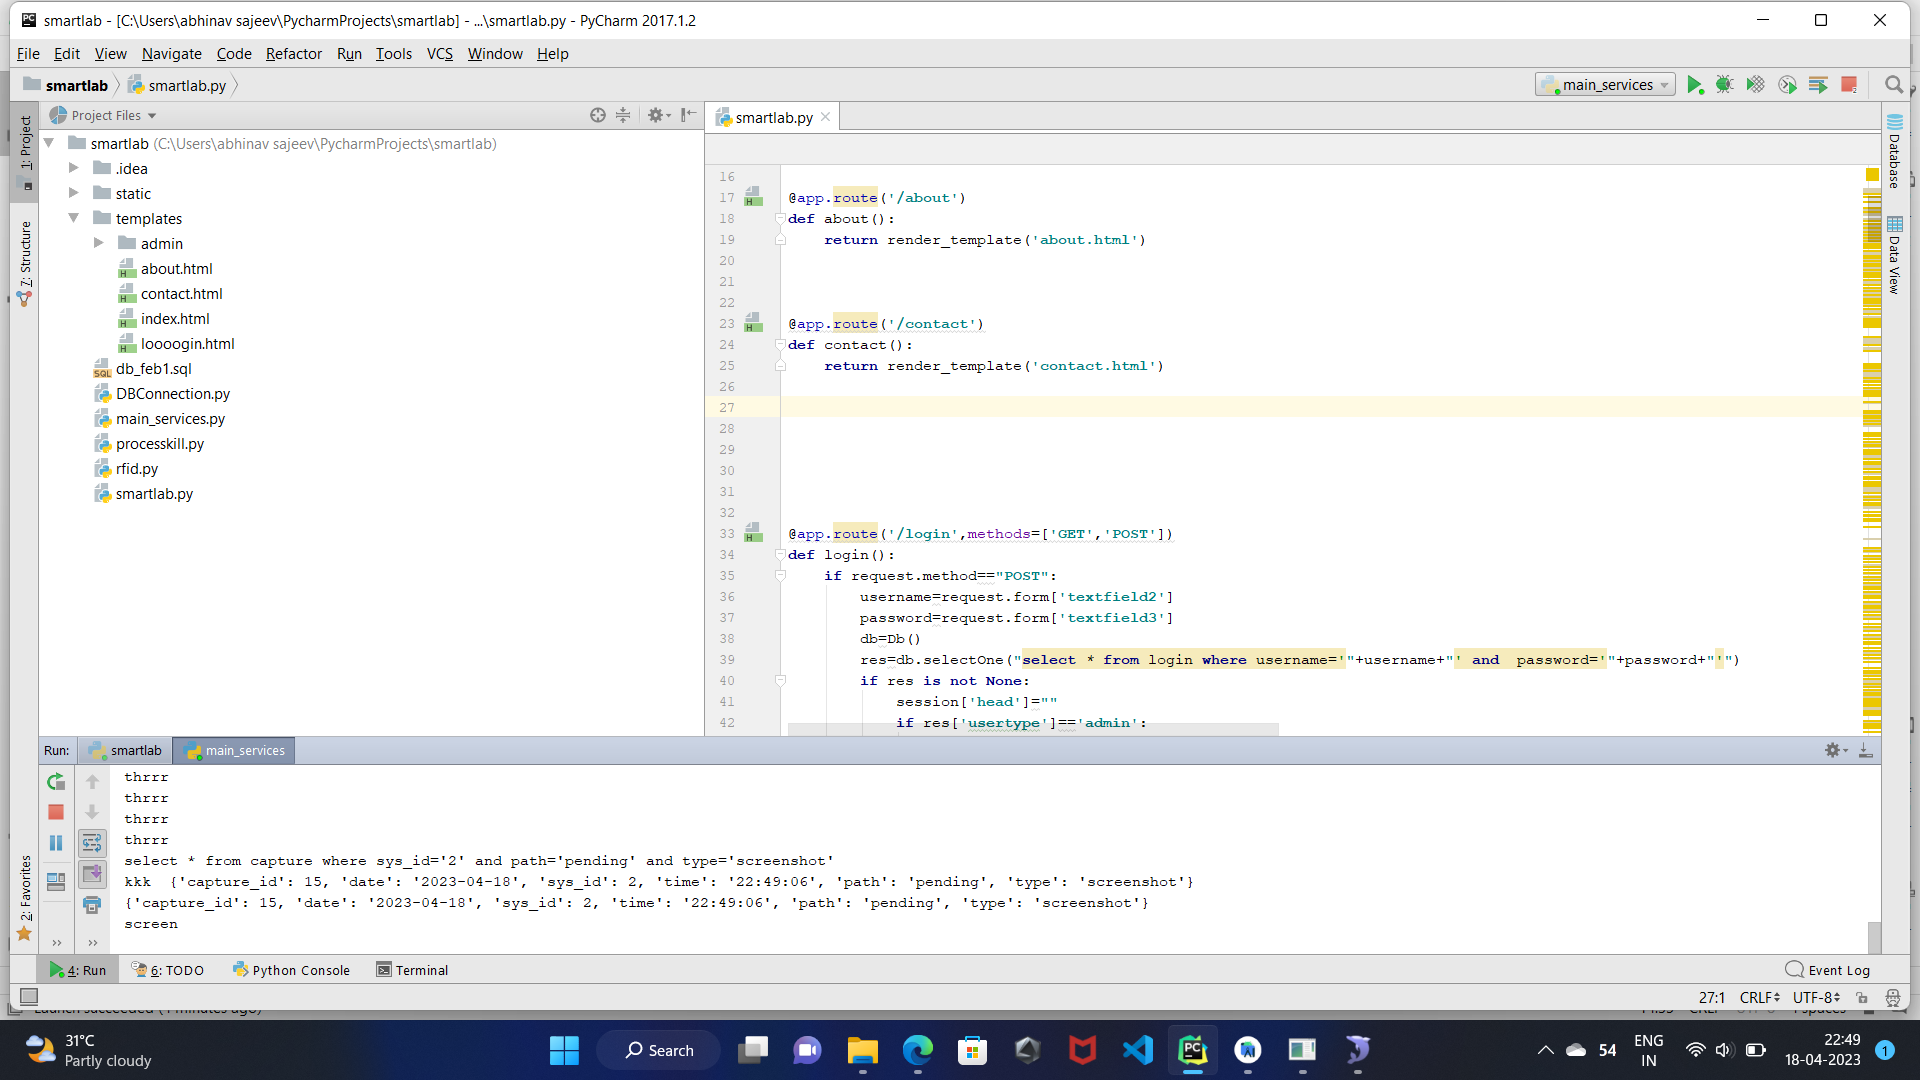 smartlab - [C:\Users\abhinav sajeev\PycharmProjects\smartlab] - ...\smartlab.py - PyCharm 2017.1.2
File Edit View Navigate Code Refactor Run Tools VCS Window Help
smartlab smartlab.py main_services
1: Project
7: Structure
2: Favorites
Project Files
smartlab (C:\Users\abhinav sajeev\PycharmProjects\smartlab)
.idea
static
templates
admin
about.html
contact.html
index.html
loooogin.html
db_feb1.sql
DBConnection.py
main_services.py
processkill.py
rfid.py
smartlab.py
smartlab.py
16
17 @app.route('/about')
18 def about():
19 return render_template('about.html')
20
21
22
23 @app.route('/contact')
24 def contact():
25 return render_template('contact.html')
26
27
28
29
30
31
32
33 @app.route('/login',methods=['GET','POST'])
34 def login():
35 if request.method=="POST":
36 username=request.form['textfield2']
37 password=request.form['textfield3']
38 db=Db()
39 res=db.selectOne("select * from login where username='"+username+"' and  password='"+password+"'")
40 if res is not None:
41 session['head']=""
42 if res['usertype']=='admin':
Database
Data View
Run: smartlab main_services
thrrr
thrrr
thrrr
thrrr
select * from capture where sys_id='2' and path='pending' and type='screenshot'
kkk  {'capture_id': 15, 'date': '2023-04-18', 'sys_id': 2, 'time': '22:49:06', 'path': 'pending', 'type': 'screenshot'}
{'capture_id': 15, 'date': '2023-04-18', 'sys_id': 2, 'time': '22:49:06', 'path': 'pending', 'type': 'screenshot'}
screen
4: Run 6: TODO Python Console Terminal Event Log
27:1 CRLF UTF-8
31°C
Partly cloudy
Search
54
ENG
IN
22:49
18-04-2023
1